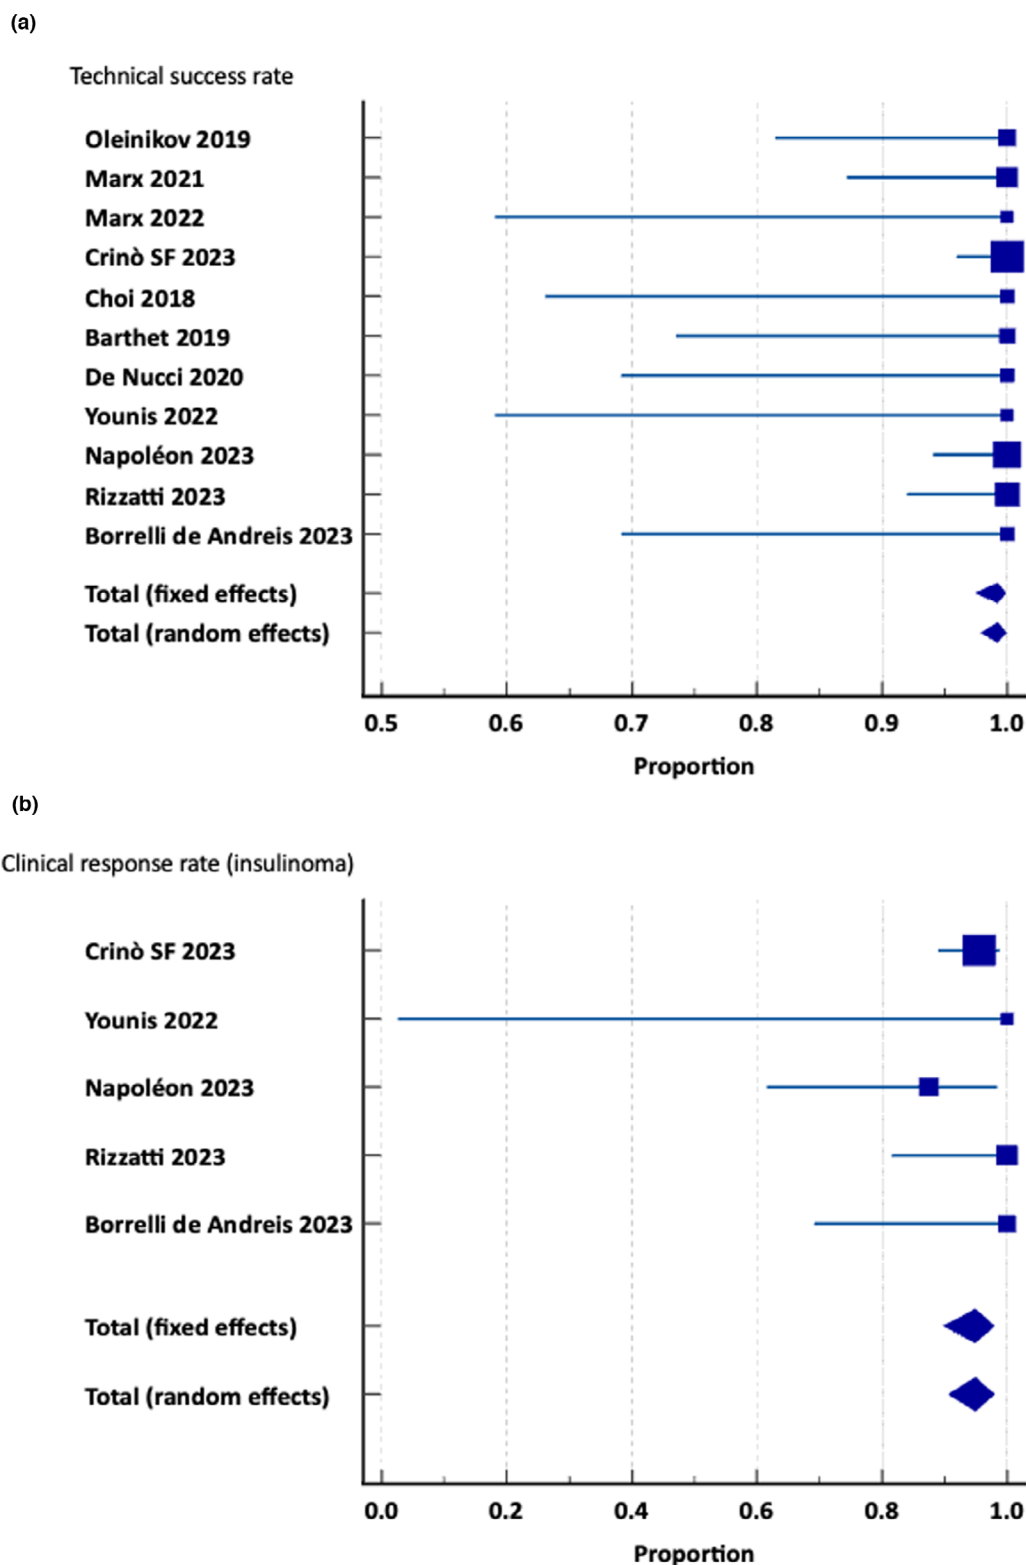 (a)
Technical success rate
Oleinikov 2019
Marx 2021
Marx 2022
Crinò SF 2023
Choi 2018
Barthet 2019
De Nucci 2020
Younis 2022
Napoléon 2023
Rizzatti 2023
Borrelli de Andreis 2023
Total (fixed effects)
Total (random effects)
0.5 0.6 0.7 0.8 0.9 1.0
Proportion
(b)
Clinical response rate (insulinoma)
Crinò SF 2023
Younis 2022
Napoléon 2023
Rizzatti 2023
Borrelli de Andreis 2023
Total (fixed effects)
Total (random effects)
0.0 0.2 0.4 0.6 0.8 1.0
Proportion